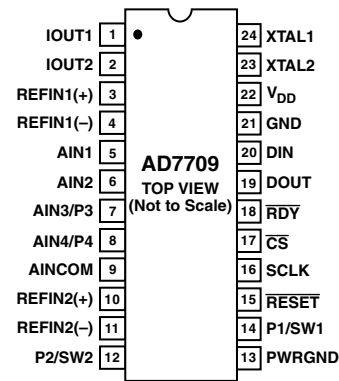 IOUT1 1 24 XTAL1
IOUT2 2 23 XTAL2
REFIN1(+) 3 22 VDD
REFIN1(–) 4 21 GND
AIN1 5 20 DIN
AIN2 6 AD7709 19 DOUT
TOP VIEW
AIN3/P3 7 (Not to Scale) 18 RDY
AIN4/P4 8 17 CS
AINCOM 9 16 SCLK
REFIN2(+) 10 15 RESET
REFIN2(–) 11 14 P1/SW1
P2/SW2 12 13 PWRGND